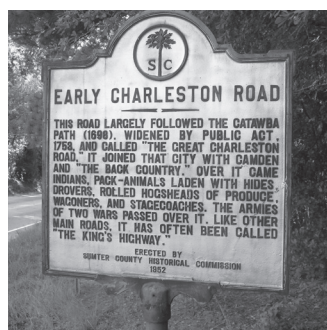 S C
EARLY CHARLESTON ROAD
THIS ROAD LARGELY FOLLOWED THE CATAWBA
PATH (1698), WIDENED BY PUBLIC ACT,
1753, AND CALLED "THE GREAT CHARLESTON
ROAD," IT JOINED THAT CITY WITH CAMDEN
AND "THE BACK COUNTRY." OVER IT CAME
INDIANS, PACK-ANIMALS LADEN WITH HIDES,
DROVERS, ROLLED HOGSHEADS OF PRODUCE,
WAGONERS, AND STAGECOACHES. THE ARMIES
OF TWO WARS PASSED OVER IT. LIKE OTHER
MAIN ROADS, IT HAS OFTEN BEEN CALLED
"THE KING'S HIGHWAY."
ERECTED BY
SUMTER COUNTY HISTORICAL COMMISSION
1952